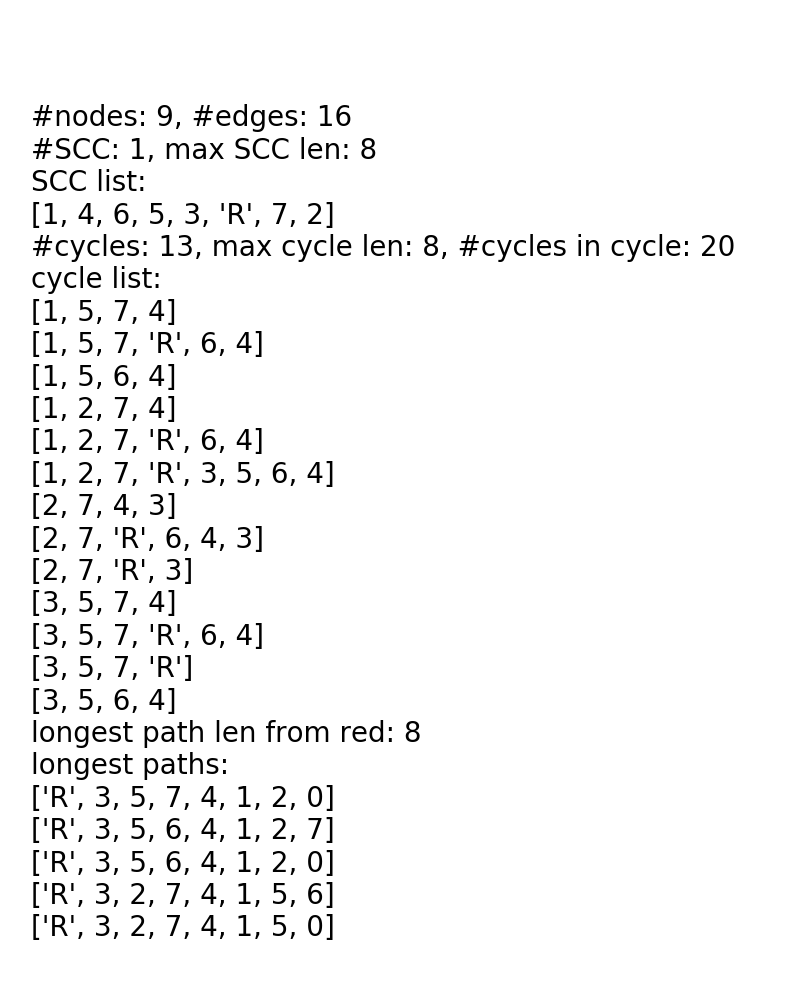 #nodes: 9, #edges: 16
#SCC: 1, max SCC len: 8
SCC list:
[1, 4, 6, 5, 3, 'R', 7, 2]
#cycles: 13, max cycle len: 8, #cycles in cycle: 20
cycle list:
[1, 5, 7, 4]
[1, 5, 7, 'R', 6, 4]
[1, 5, 6, 4]
[1, 2, 7, 4]
[1, 2, 7, 'R', 6, 4]
[1, 2, 7, 'R', 3, 5, 6, 4]
[2, 7, 4, 3]
[2, 7, 'R', 6, 4, 3]
[2, 7, 'R', 3]
[3, 5, 7, 4]
[3, 5, 7, 'R', 6, 4]
[3, 5, 7, 'R']
[3, 5, 6, 4]
longest path len from red: 8
longest paths:
['R', 3, 5, 7, 4, 1, 2, 0]
['R', 3, 5, 6, 4, 1, 2, 7]
['R', 3, 5, 6, 4, 1, 2, 0]
['R', 3, 2, 7, 4, 1, 5, 6]
['R', 3, 2, 7, 4, 1, 5, 0]